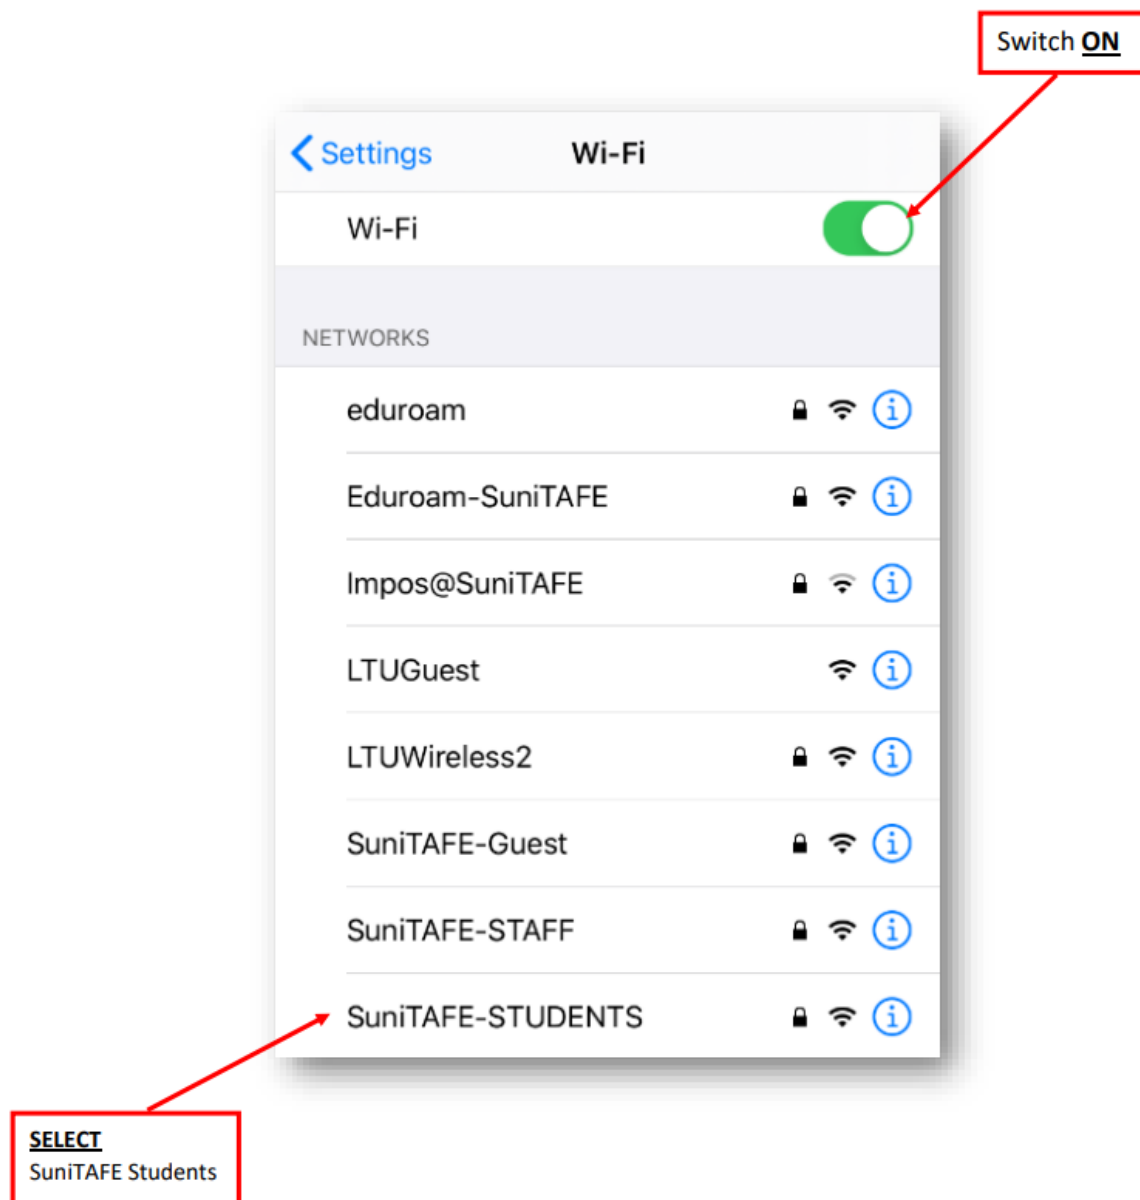 Switch ON
Settings
Wi-Fi
Wi-Fi
NETWORKS
eduroam
Eduroam-SuniTAFE
Impos@SuniTAFE
LTUGuest
LTUWireless2
SuniTAFE-Guest
SuniTAFE-STAFF
SuniTAFE-STUDENTS
SELECT
SuniTAFE Students